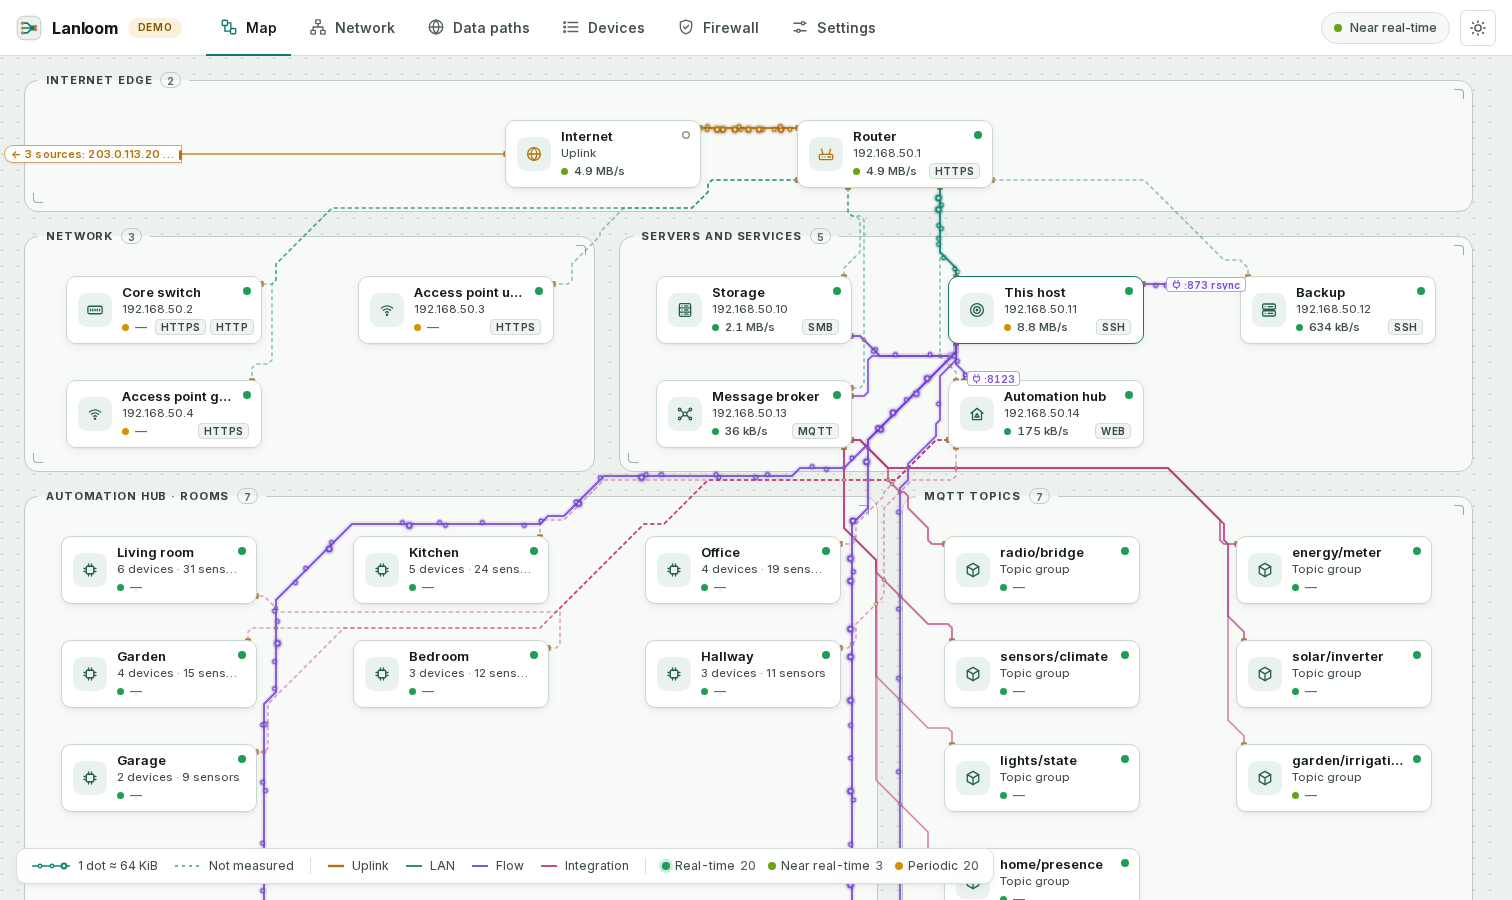 Lanloom DEMO Map Network Data paths Devices Firewall Settings Near real-time
INTERNET EDGE 2
← 3 sources: 203.0.113.20 ...
Internet
Uplink
4.9 MB/s
Router
192.168.50.1
4.9 MB/s HTTPS
NETWORK 3
Core switch
192.168.50.2
— HTTPS HTTP
Access point u...
192.168.50.3
— HTTPS
Access point g...
192.168.50.4
— HTTPS
SERVERS AND SERVICES 5
Storage
192.168.50.10
2.1 MB/s SMB
This host
192.168.50.11
8.8 MB/s SSH
:873 rsync
Backup
192.168.50.12
634 kB/s SSH
Message broker
192.168.50.13
36 kB/s MQTT
:8123
Automation hub
192.168.50.14
175 kB/s WEB
AUTOMATION HUB · ROOMS 7
Living room
6 devices · 31 sens...
—
Kitchen
5 devices · 24 sens...
—
Office
4 devices · 19 sens...
—
Garden
4 devices · 15 sens...
—
Bedroom
3 devices · 12 sens...
—
Hallway
3 devices · 11 sensors
—
Garage
2 devices · 9 sensors
—
MQTT TOPICS 7
radio/bridge
Topic group
—
energy/meter
Topic group
—
sensors/climate
Topic group
—
solar/inverter
Topic group
—
lights/state
Topic group
—
garden/irrigati...
Topic group
—
home/presence
Topic group
—
1 dot ≈ 64 KiB Not measured Uplink LAN Flow Integration Real-time 20 Near real-time 3 Periodic 20